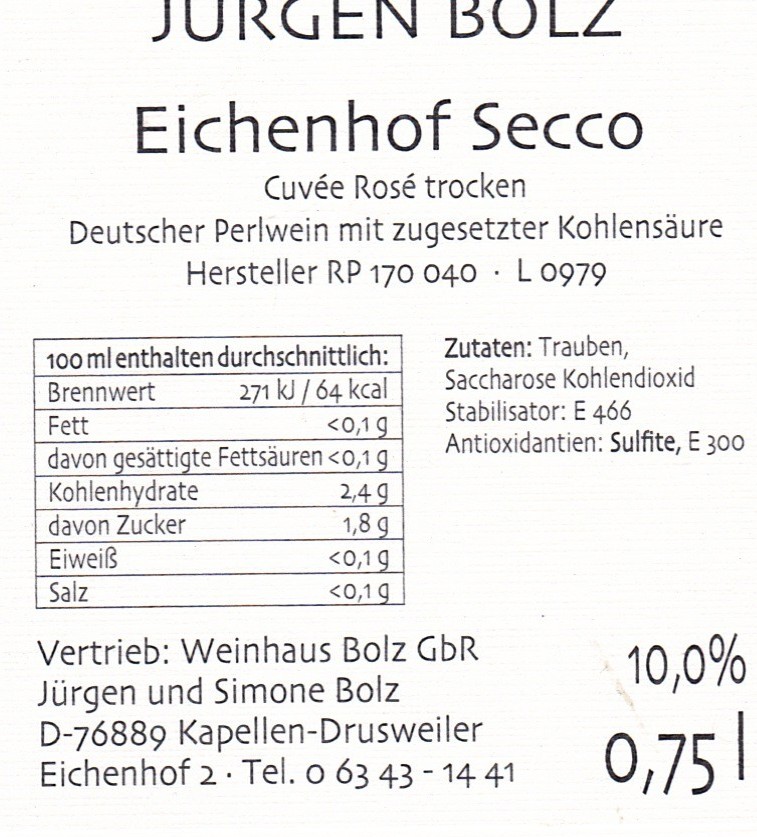 JÜRGEN BOLZ
Eichenhof Secco
Cuvée Rosé trocken
Deutscher Perlwein mit zugesetzter Kohlensäure
Hersteller RP 170 040 · L 0979
100 ml enthalten durchschnittlich:
Brennwert 271 kJ / 64 kcal
Fett <0,1 g
davon gesättigte Fettsäuren <0,1 g
Kohlenhydrate 2,4 g
davon Zucker 1,8 g
Eiweiß <0,1 g
Salz <0,1 g
Zutaten: Trauben,
Saccharose Kohlendioxid
Stabilisator: E 466
Antioxidantien: Sulfite, E 300
Vertrieb: Weinhaus Bolz GbR
Jürgen und Simone Bolz
D-76889 Kapellen-Drusweiler
Eichenhof 2 · Tel. 0 63 43 - 14 41
10,0%
0,75 l